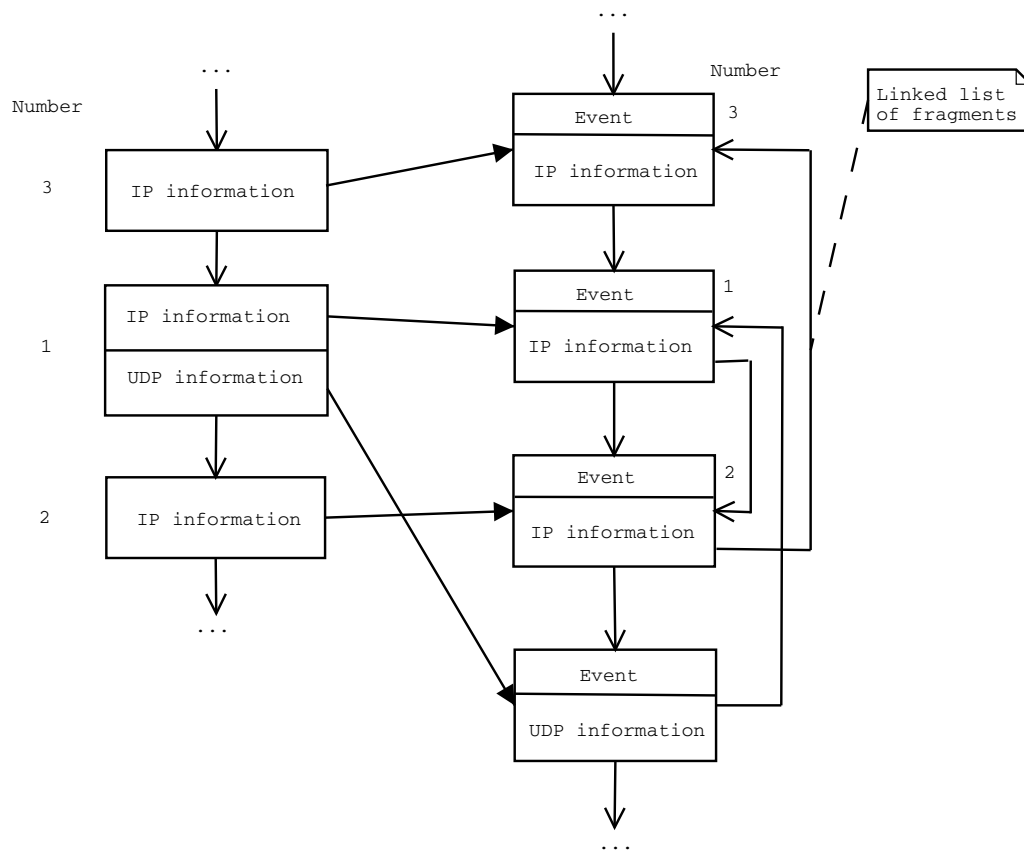 ...
...
Number
Number
Linked list
of fragments
Event
3
IP information
3
IP information
Event
1
IP information
IP information
1
UDP information
Event
2
IP information
2
IP information
...
Event
UDP information
...